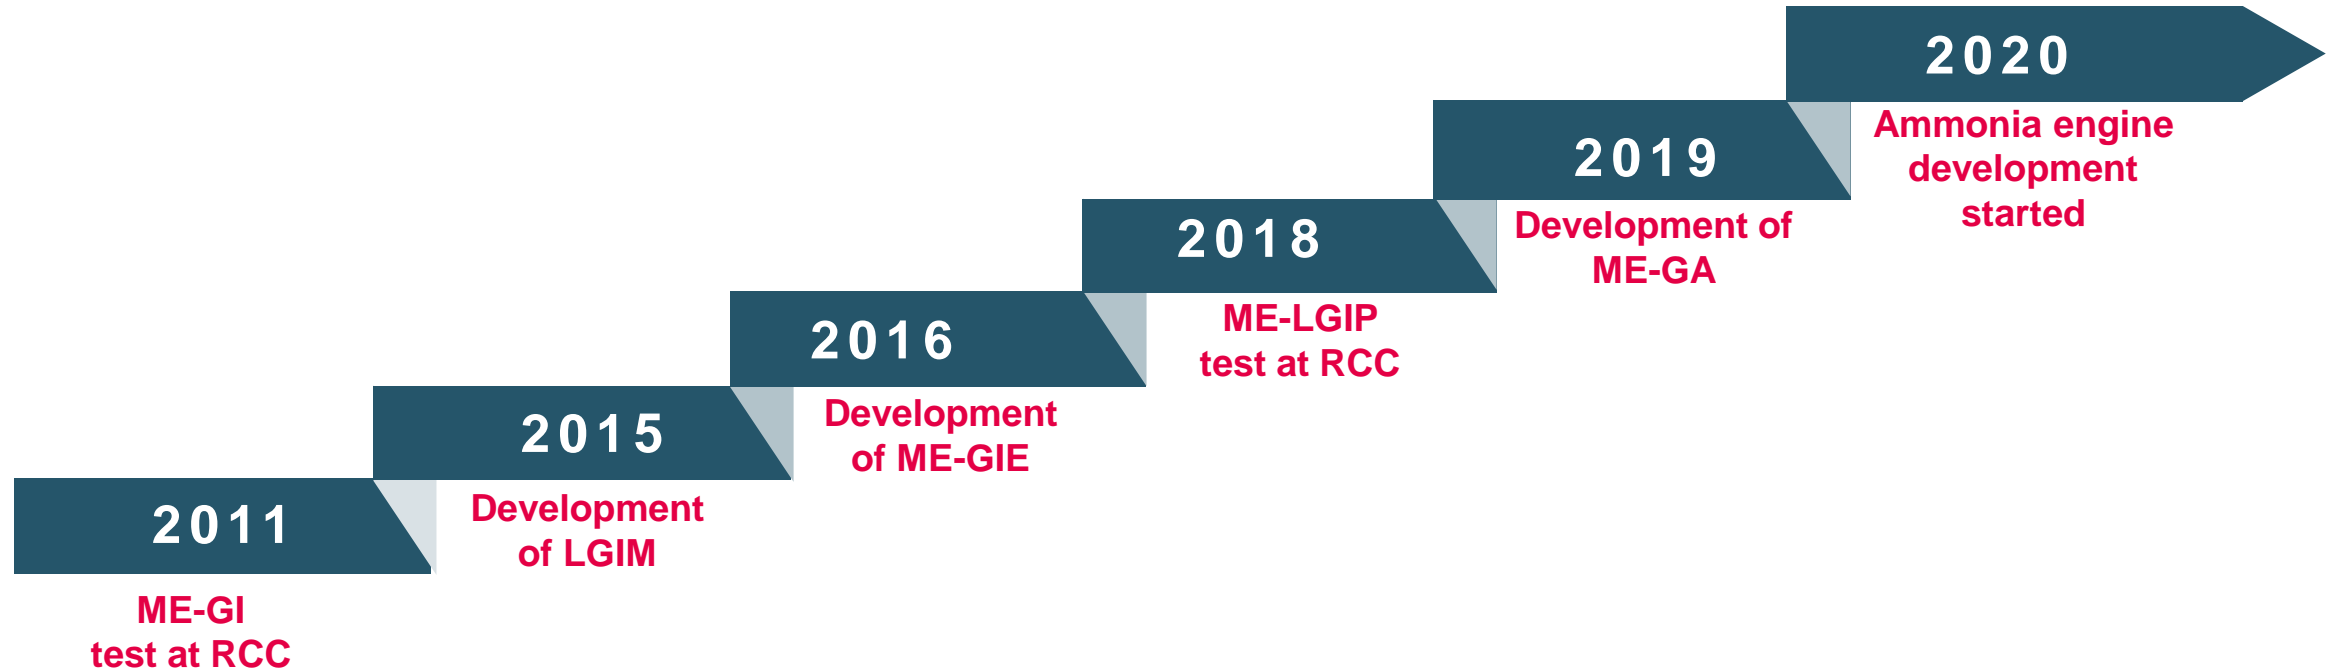 2011
ME-GI
test at RCC
2015
Development
of LGIM
2016
Development
of ME-GIE
2018
ME-LGIP
test at RCC
2019
Development of
ME-GA
2020
Ammonia engine
development
started